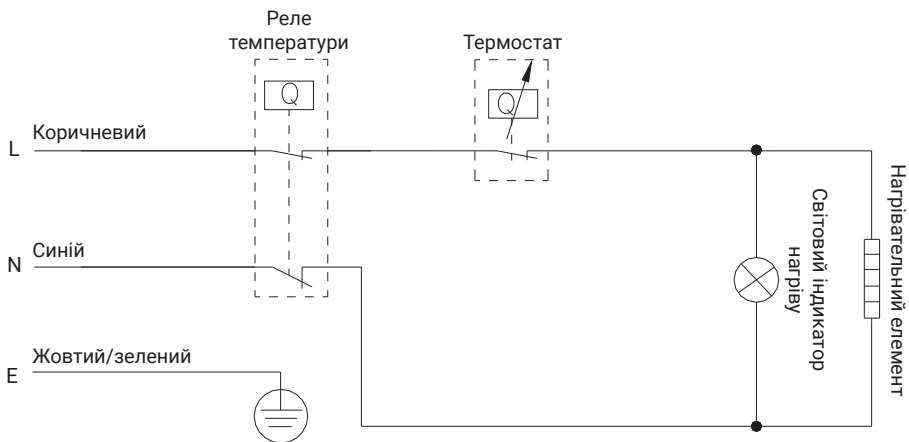 Реле
температури
Термостат
Q
Q
L
Коричневий
N
Синій
E
Жовтий/зелений
Світовий індикатор
нагріву
Нагрівательний елемент